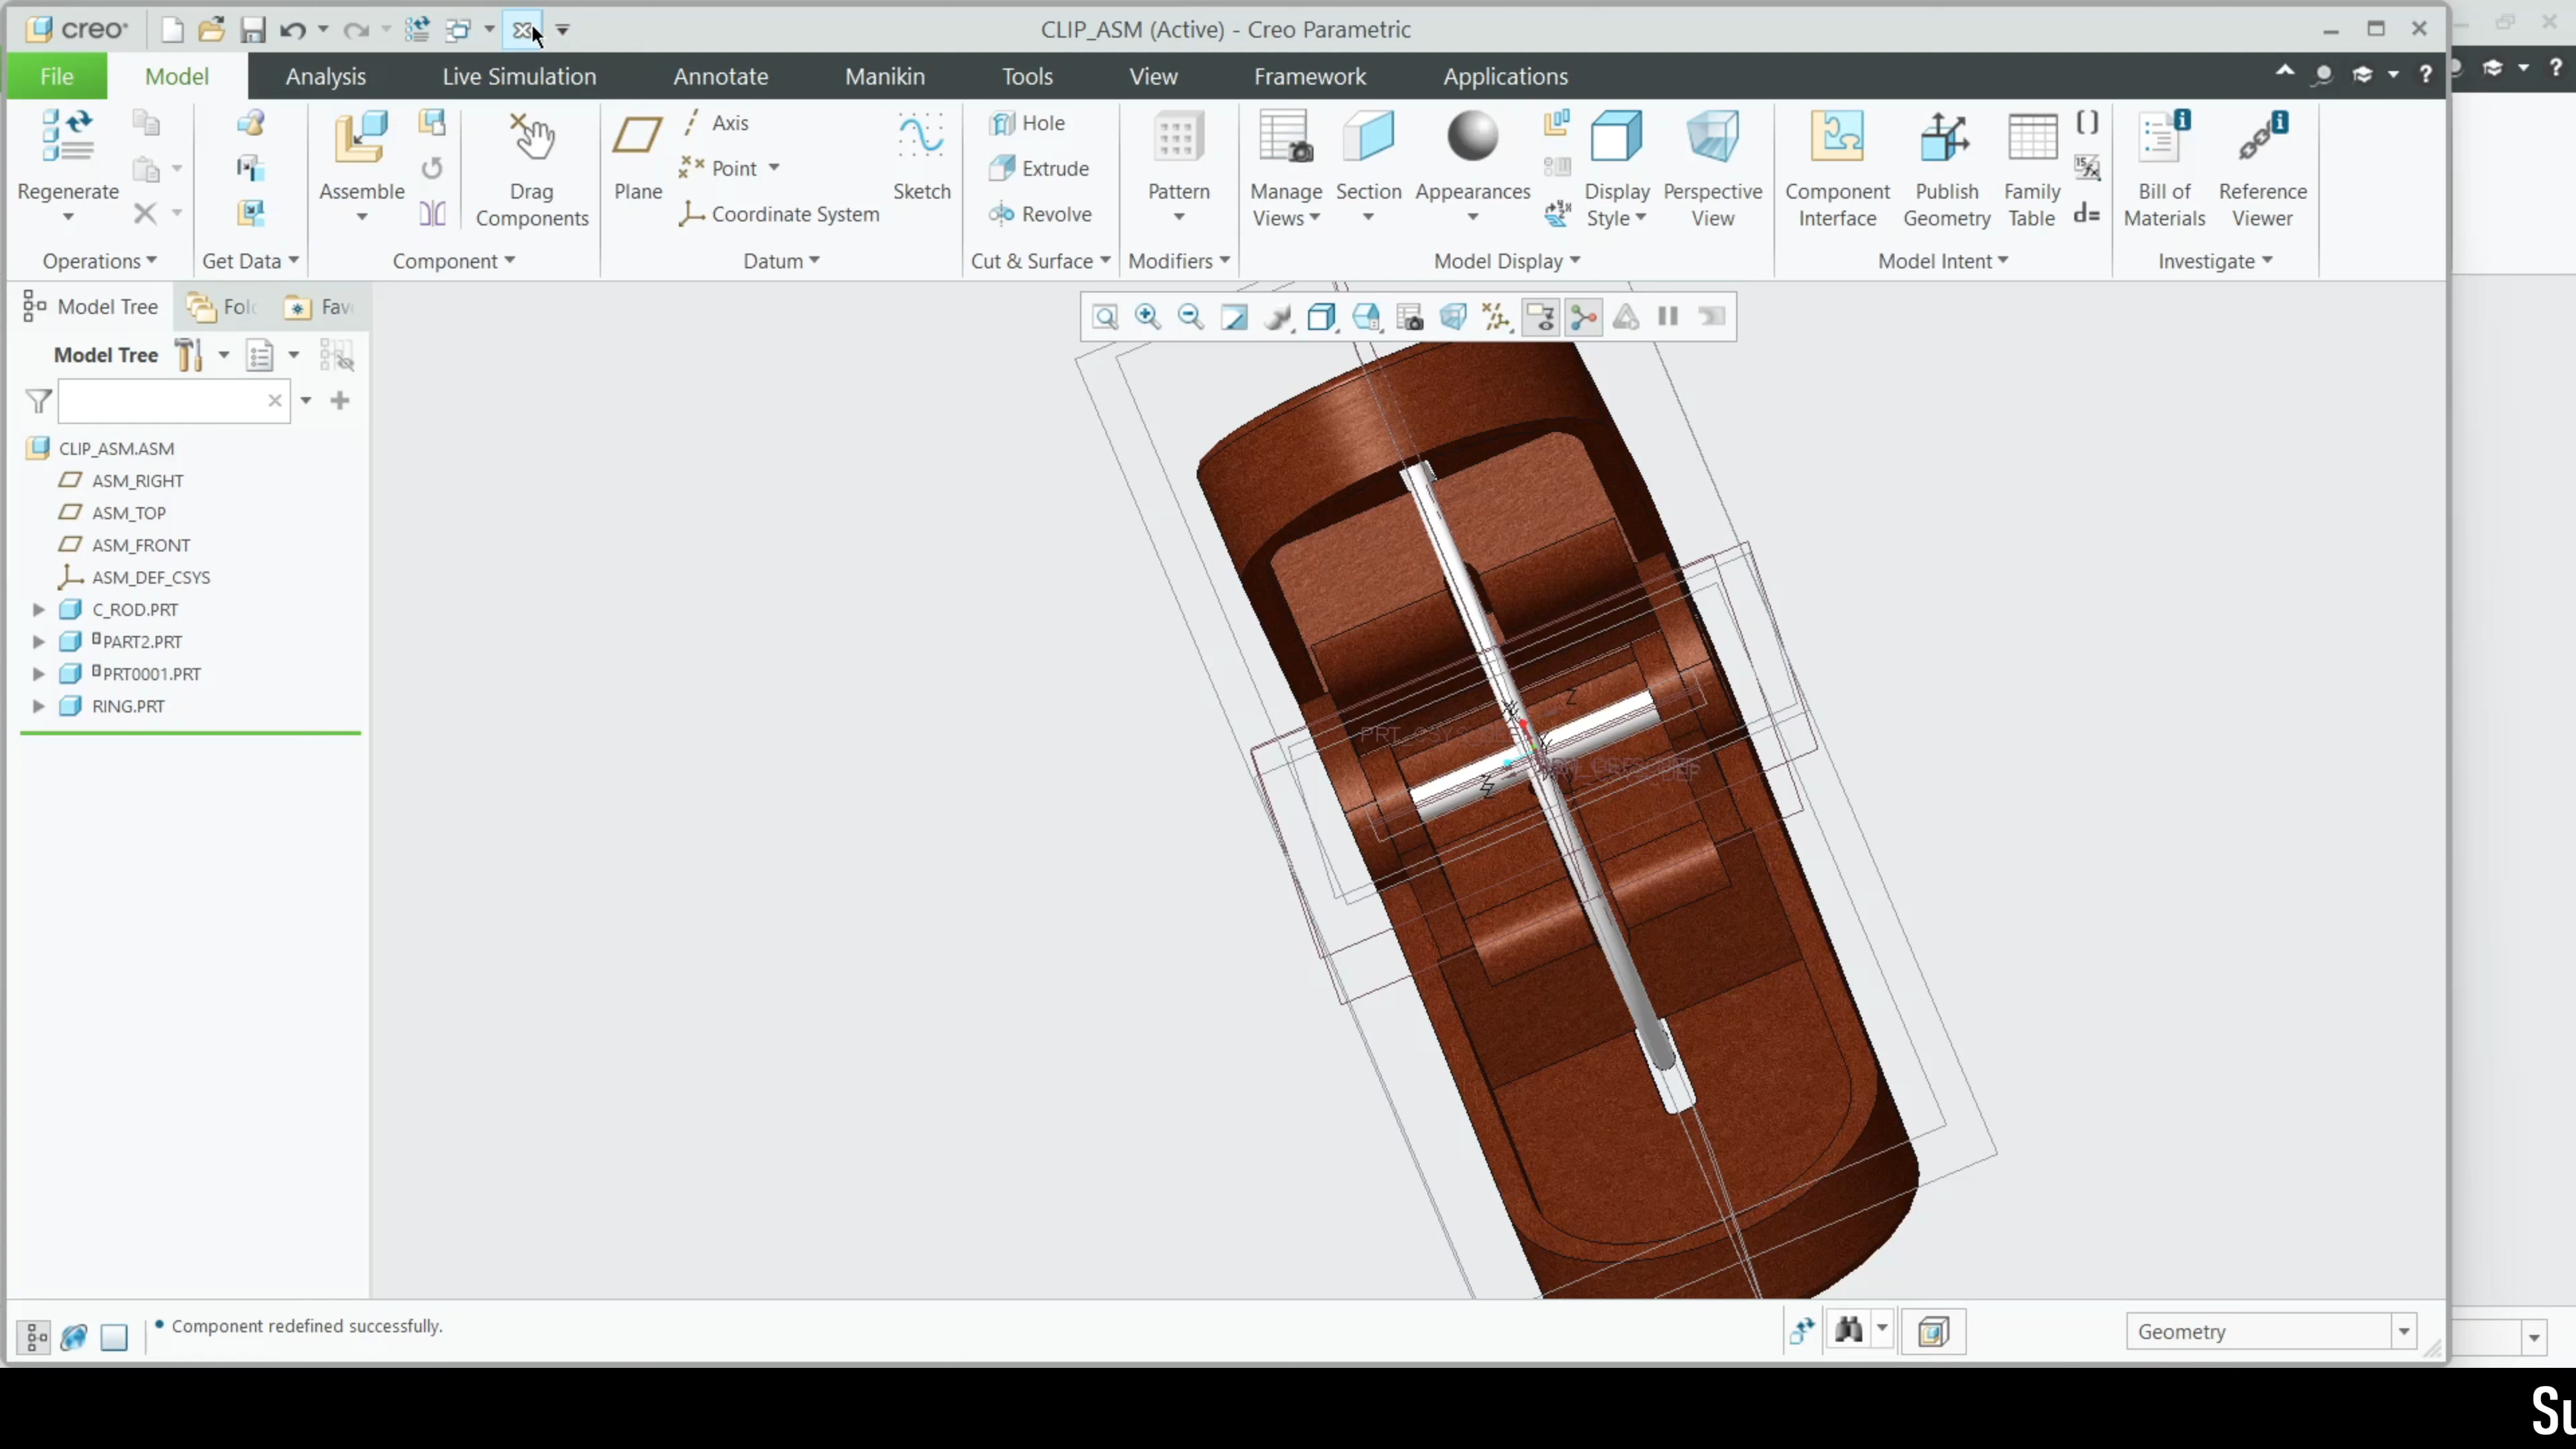 creo
CLIP_ASM (Active) - Creo Parametric
File
Model
Analysis
Live Simulation
Annotate
Manikin
Tools
View
Framework
Applications
Regenerate
Operations
Get Data
Assemble
Drag
Components
Component
Plane
Axis
Point
Coordinate System
Sketch
Datum
Hole
Extrude
Revolve
Cut & Surface
Pattern
Modifiers
Manage
Views
Section
Appearances
Display
Style
Perspective
View
Model Display
Component
Interface
Publish
Geometry
Family
Table
d=
Model Intent
Bill of
Materials
Reference
Viewer
Investigate
Model Tree
Fol
Fav
Model Tree
CLIP_ASM.ASM
ASM_RIGHT
ASM_TOP
ASM_FRONT
ASM_DEF_CSYS
C_ROD.PRT
PART2.PRT
PRT0001.PRT
RING.PRT
Z
Z
Component redefined successfully.
Geometry
Su